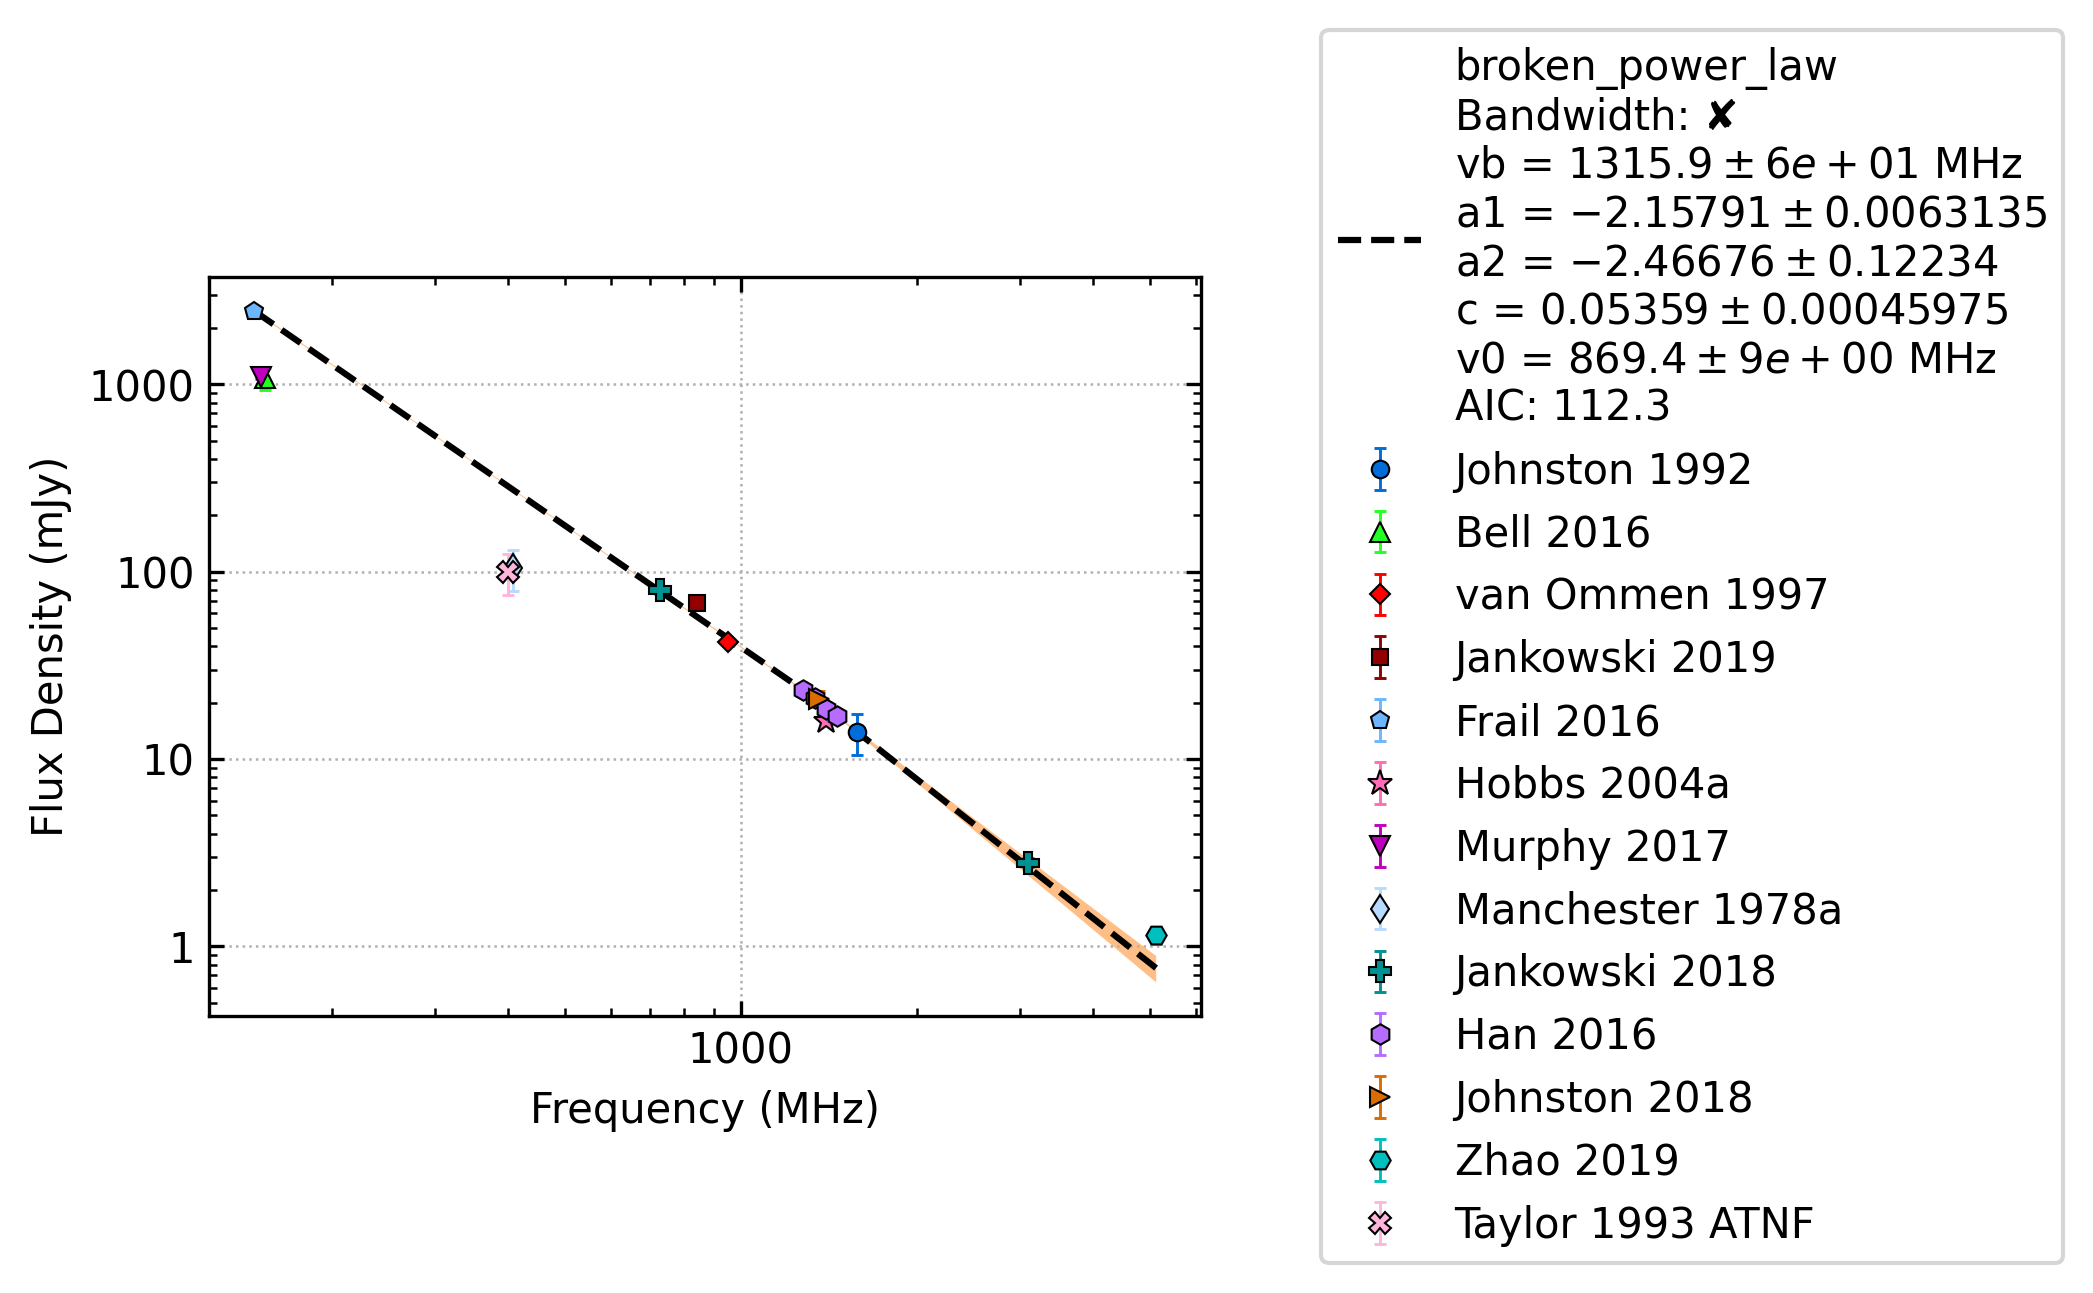 broken_power_law
Bandwidth: ✘
vb = 1315.9 ± 6e + 01 MHz
a1 = −2.15791 ± 0.0063135
a2 = −2.46676 ± 0.12234
c = 0.05359 ± 0.00045975
v0 = 869.4 ± 9e + 00 MHz
AIC: 112.3
Johnston 1992
Bell 2016
van Ommen 1997
Jankowski 2019
Frail 2016
Hobbs 2004a
Murphy 2017
Manchester 1978a
Jankowski 2018
Han 2016
Johnston 2018
Zhao 2019
Taylor 1993 ATNF
Flux Density (mJy)
1000
100
10
1
1000
Frequency (MHz)